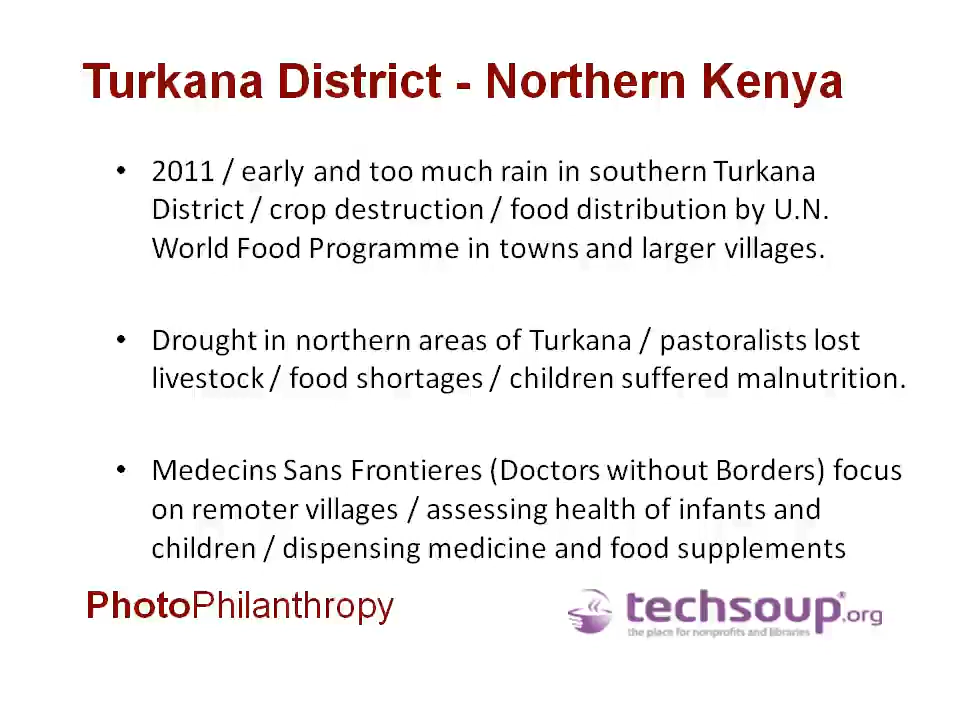 Turkana District - Northern Kenya
• 2011 / early and too much rain in southern Turkana
District / crop destruction / food distribution by U.N.
World Food Programme in towns and larger villages.
• Drought in northern areas of Turkana / pastoralists lost
livestock / food shortages / children suffered malnutrition.
• Medecins Sans Frontieres (Doctors without Borders) focus
on remoter villages / assessing health of infants and
children / dispensing medicine and food supplements
PhotoPhilanthropy
techsoup®.org
the place for nonprofits and libraries